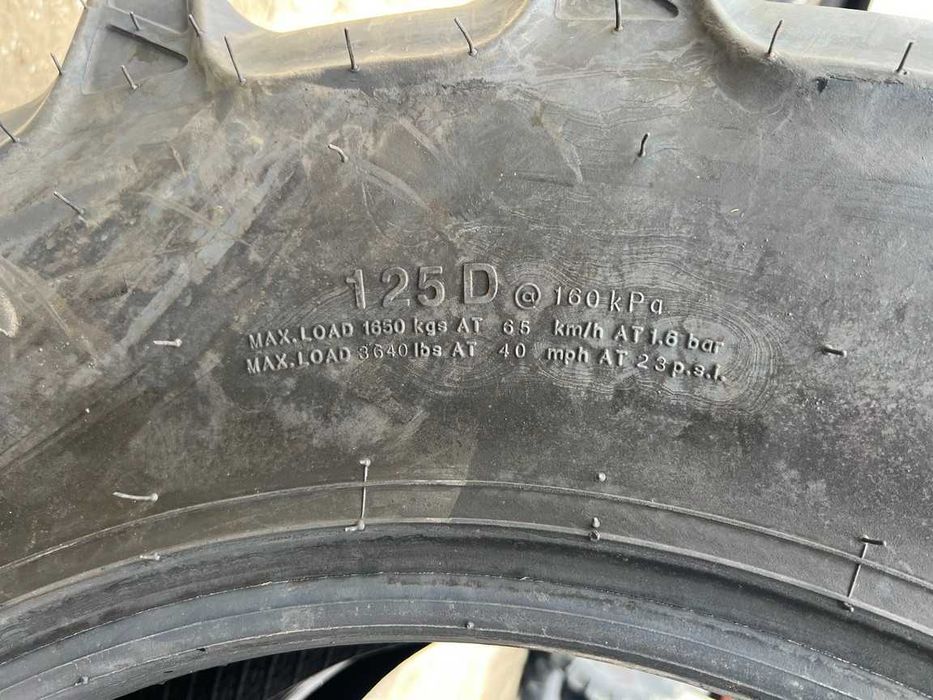 125D @ 160 kPa
MAX. LOAD 1650 kgs AT 65 km/h AT 1.6 bar
MAX. LOAD 3640 lbs AT 40 mph AT 23 p.s.i.